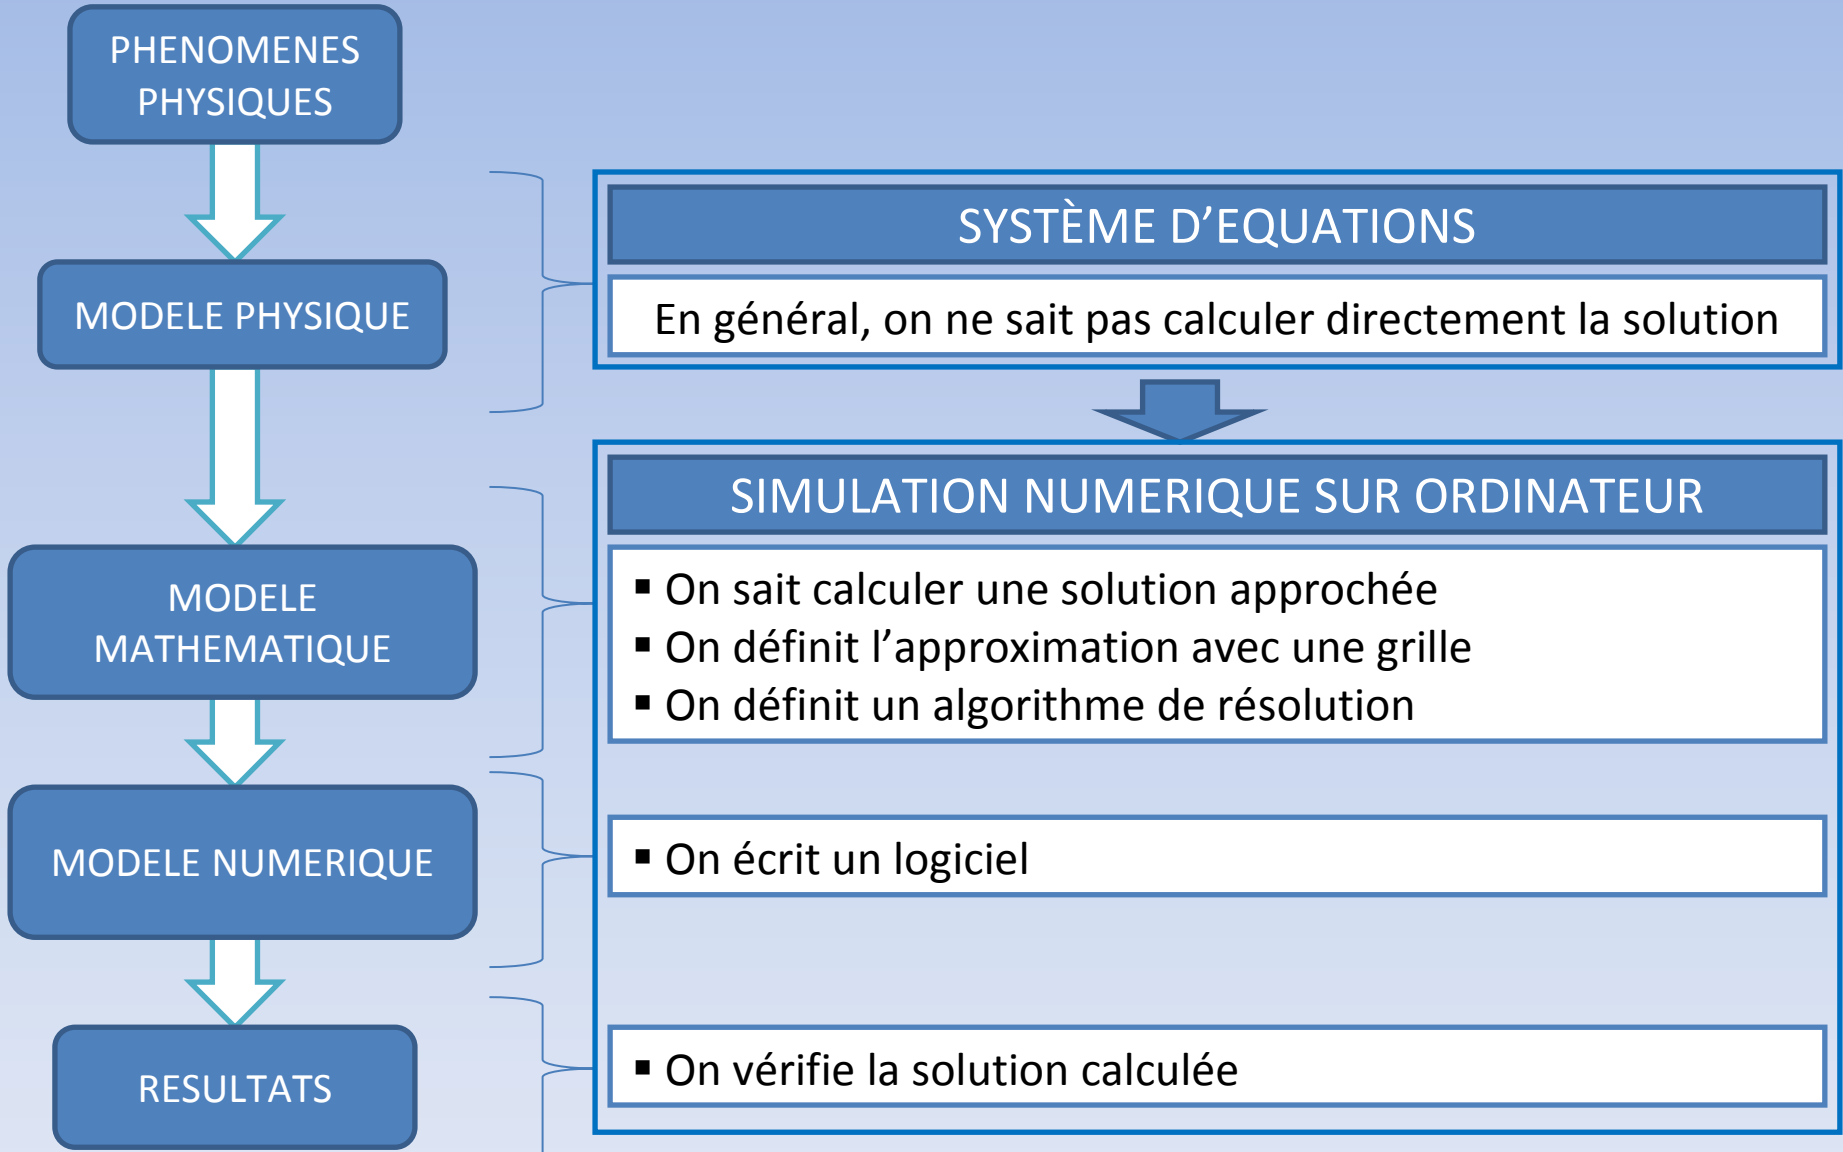 PHENOMENES
PHYSIQUES
MODELE PHYSIQUE
SYSTÈME D’EQUATIONS
En général, on ne sait pas calculer directement la solution
SIMULATION NUMERIQUE SUR ORDINATEUR
MODELE
MATHEMATIQUE
▪ On sait calculer une solution approchée
▪ On définit l’approximation avec une grille
▪ On définit un algorithme de résolution
MODELE NUMERIQUE
▪ On écrit un logiciel
RESULTATS
▪ On vérifie la solution calculée